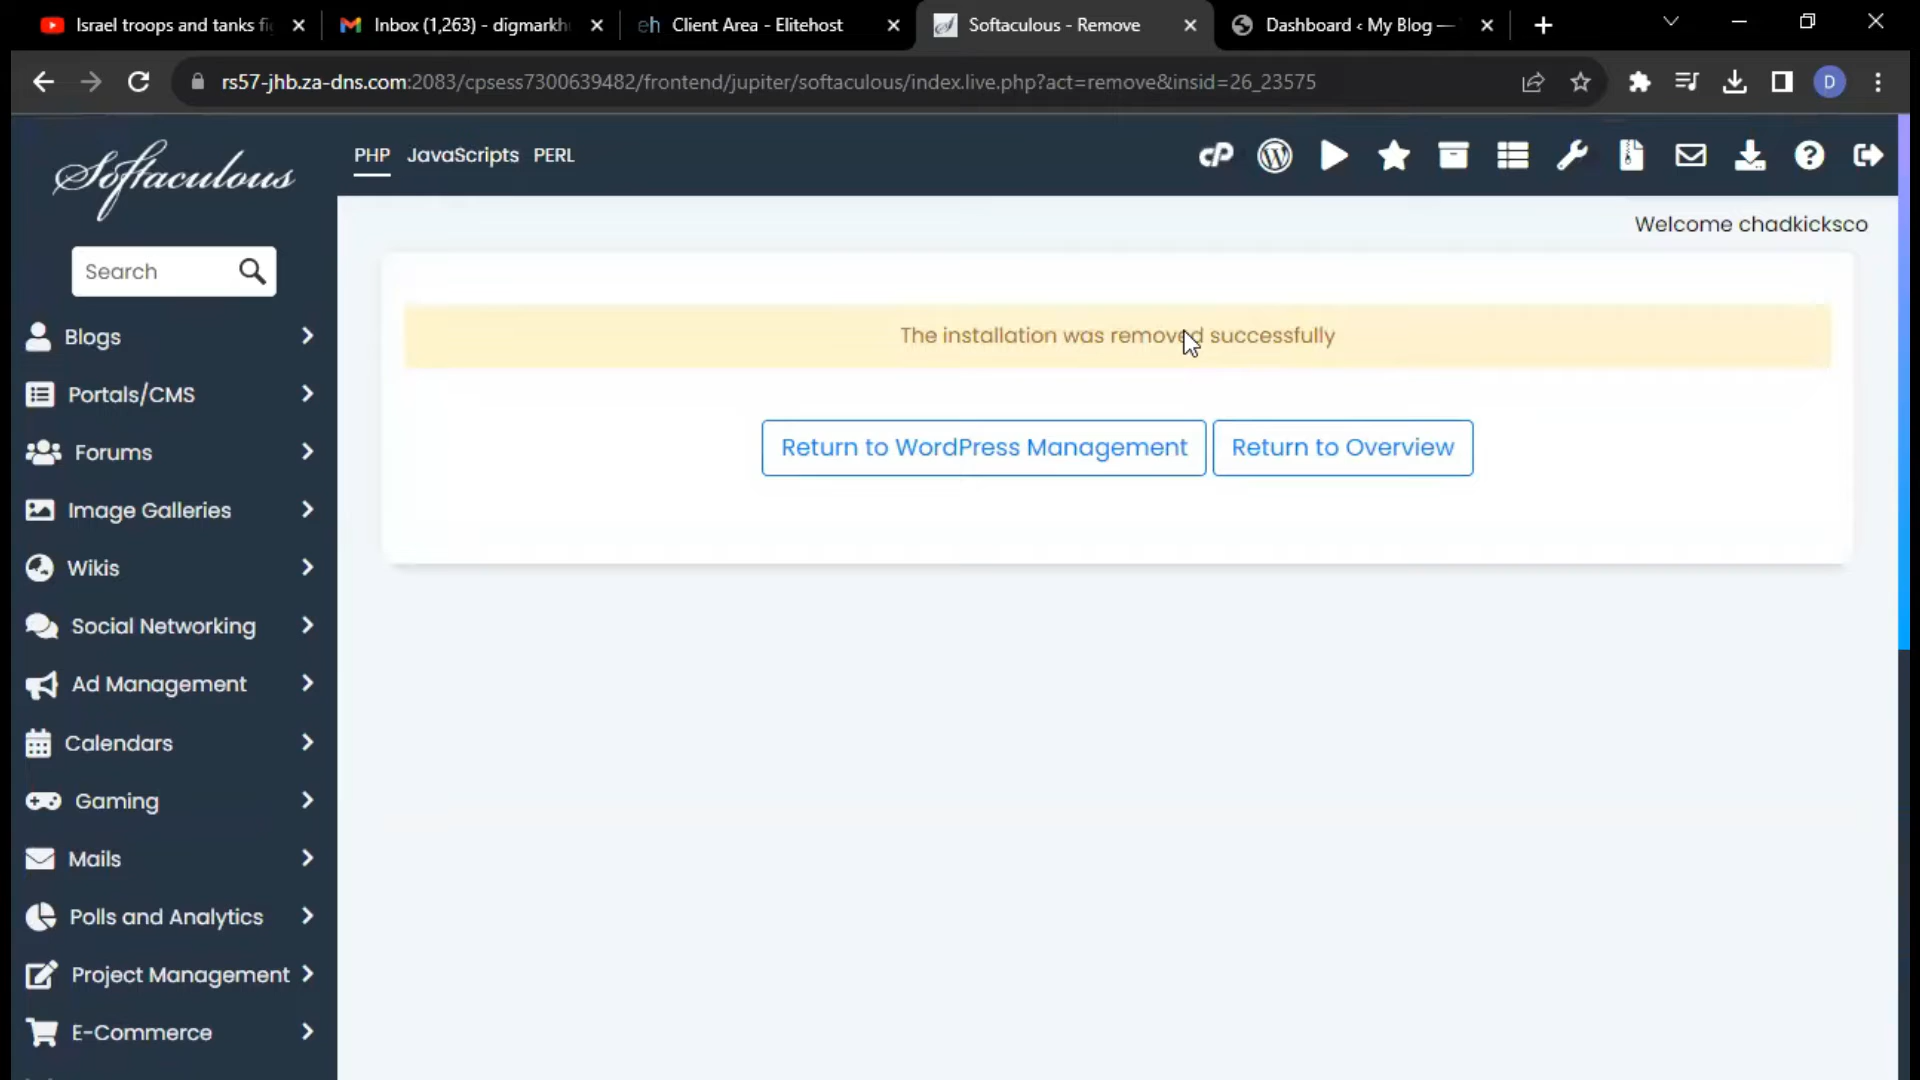 Israel troops and tanks fi
Inbox (1,263) - digmarkh
eh Client Area - Elitehost
Softaculous - Remove
Dashboard ‹ My Blog —
rs57-jhb.za-dns.com:2083/cpsess7300639482/frontend/jupiter/softaculous/index.live.php?act=remove&insid=26_23575
D
Softaculous
PHP JavaScripts PERL
cP
Welcome chadkicksco
Search
The installation was removed successfully
Return to WordPress Management
Return to Overview
Blogs
Portals/CMS
Forums
Image Galleries
Wikis
Social Networking
Ad Management
Calendars
Gaming
Mails
Polls and Analytics
Project Management
E-Commerce